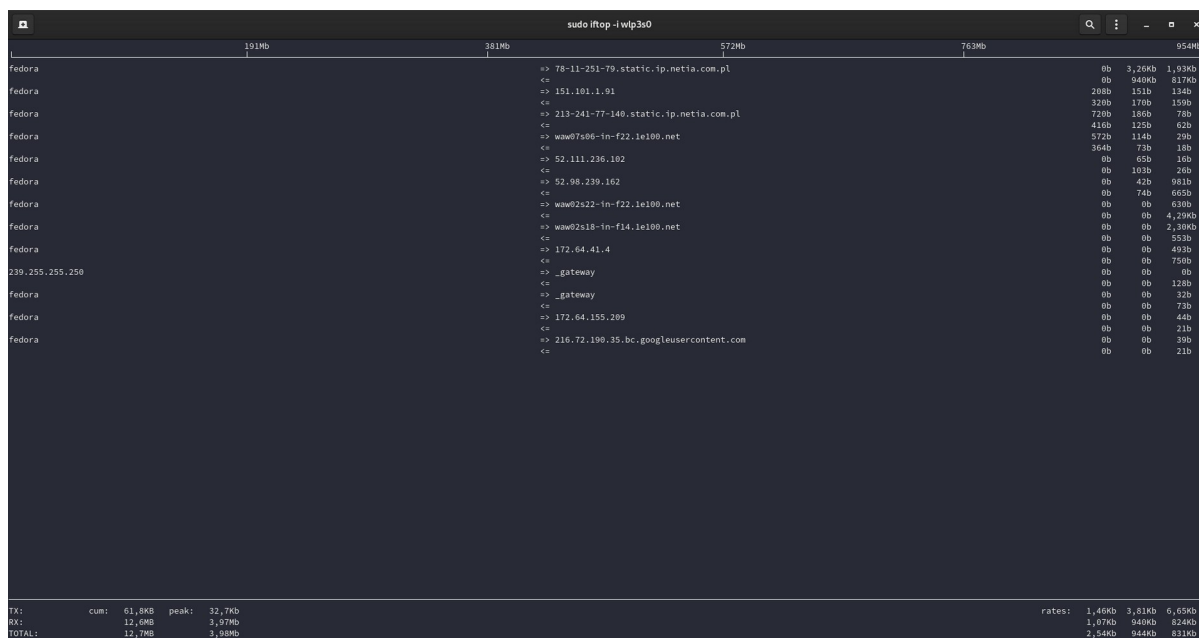 sudo iftop -i wlp3s0
191Mb 381Mb 572Mb 763Mb 954Mb
fedora => 78-11-251-79.static.ip.netia.com.pl 0b 3,26Kb 1,93Kb
<= 0b 940Kb 817Kb
fedora => 151.101.1.91 208b 151b 134b
<= 320b 170b 159b
fedora => 213-241-77-140.static.ip.netia.com.pl 720b 186b 78b
<= 416b 125b 62b
fedora => waw07s06-in-f22.1e100.net 572b 114b 29b
<= 364b 73b 18b
fedora => 52.111.236.102 0b 65b 16b
<= 0b 103b 26b
fedora => 52.98.239.162 0b 42b 981b
<= 0b 74b 665b
fedora => waw02s22-in-f22.1e100.net 0b 0b 630b
<= 0b 0b 4,29Kb
fedora => waw02s18-in-f14.1e100.net 0b 0b 2,30Kb
<= 0b 0b 553b
fedora => 172.64.41.4 0b 0b 493b
<= 0b 0b 750b
239.255.255.250 => _gateway 0b 0b 0b
<= 0b 0b 128b
fedora => _gateway 0b 0b 32b
<= 0b 0b 73b
fedora => 172.64.155.209 0b 0b 44b
<= 0b 0b 21b
fedora => 216.72.190.35.bc.googleusercontent.com 0b 0b 39b
<= 0b 0b 21b
TX: cum: 61,8KB peak: 32,7Kb rates: 1,46Kb 3,81Kb 6,65Kb
RX: 12,6MB 3,97Mb 1,07Kb 940Kb 824Kb
TOTAL: 12,7MB 3,98Mb 2,54Kb 944Kb 831Kb